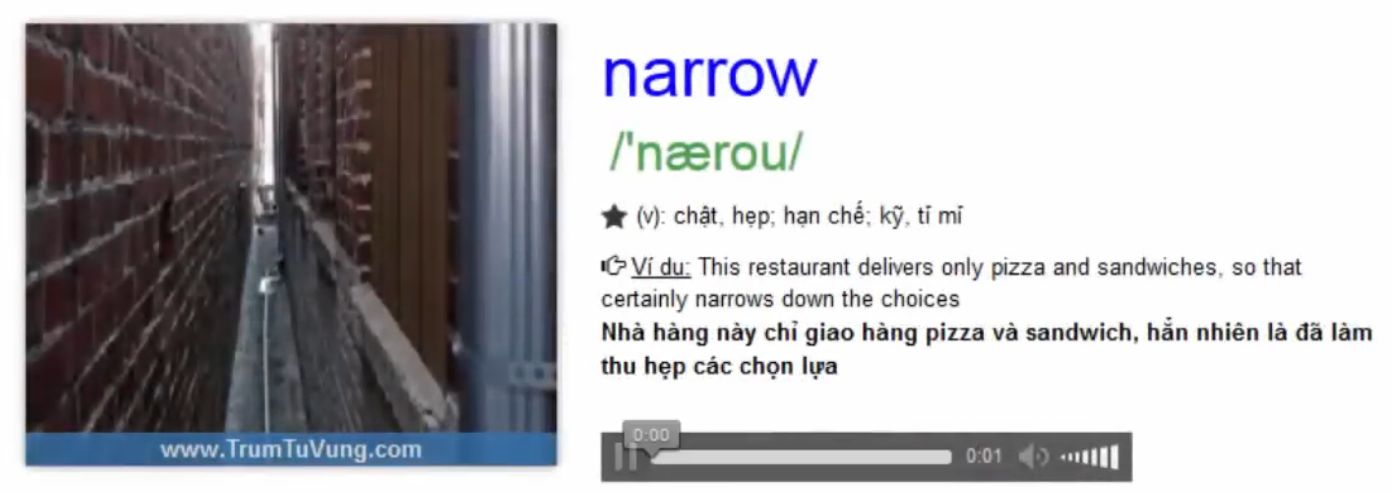 narrow
/'nærou/
(v): chật, hẹp; hạn chế; kỹ, tỉ mỉ
Ví dụ: This restaurant delivers only pizza and sandwiches, so that
certainly narrows down the choices
Nhà hàng này chỉ giao hàng pizza và sandwich, hẳn nhiên là đã làm
thu hẹp các chọn lựa
www.TrumTuVung.com
0:00
0:01